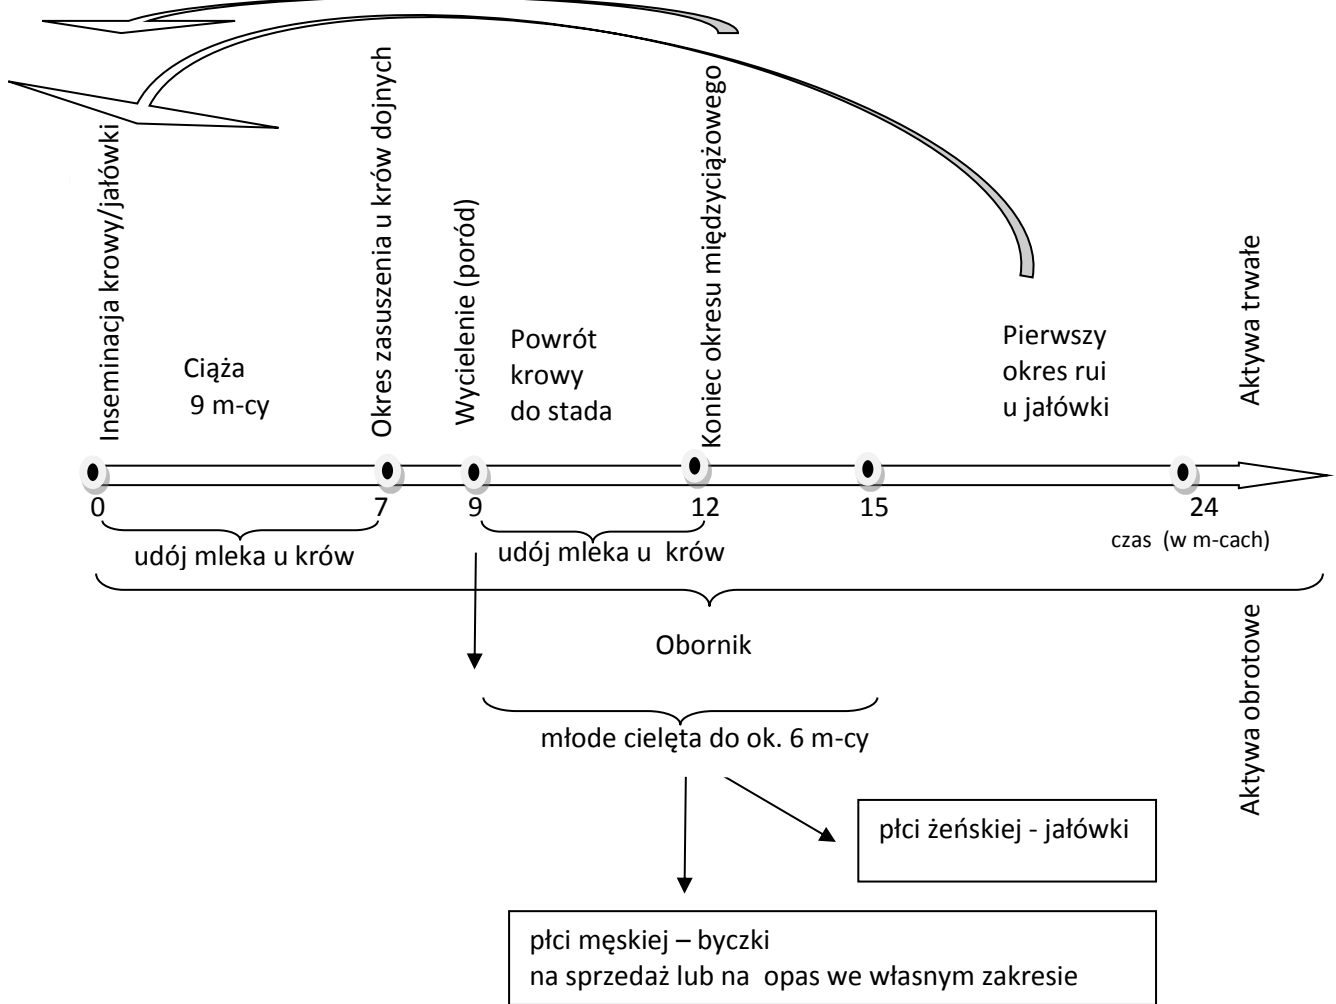 Inseminacja krowy/jałówki
Ciąża
9 m-cy
Okres zasuszenia u krów dojnych
Wycielenie (poród)
Powrót
krowy
do stada
Koniec okresu międzyciążowego
Pierwszy
okres rui
u jałówki
Aktywa trwałe
0
7
9
12
15
24
czas (w m-cach)
udój mleka u krów
udój mleka u krów
Obornik
Aktywa obrotowe
młode cielęta do ok. 6 m-cy
płci żeńskiej - jałówki
płci męskiej – byczki
na sprzedaż lub na opas we własnym zakresie